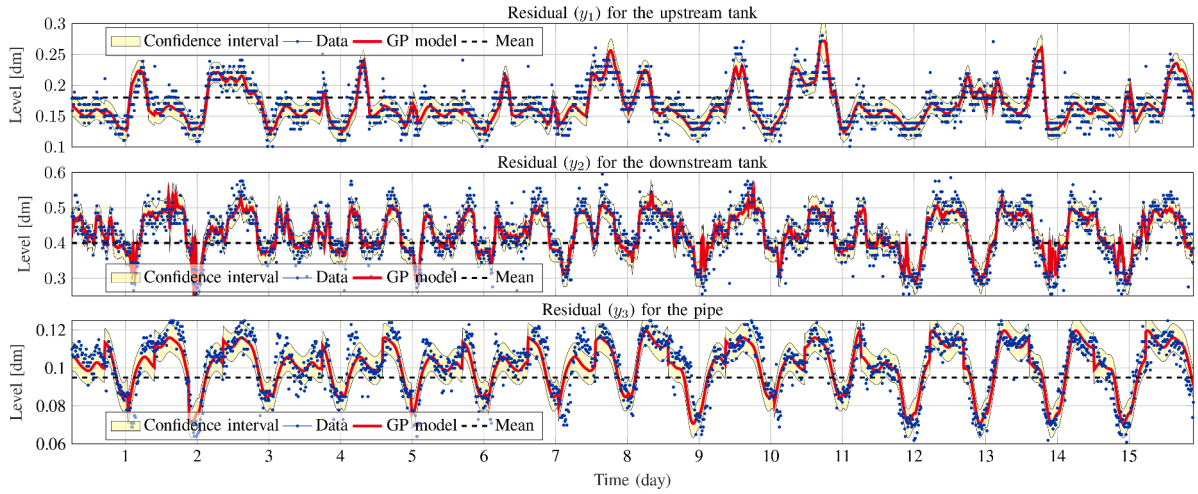 Residual (y₁) for the upstream tank
0.3
0.25
0.2
0.15
0.1
Level [dm]
Confidence interval Data GP model Mean
Residual (y₂) for the downstream tank
0.6
0.5
0.4
0.3
Level [dm]
Confidence interval Data GP model Mean
Residual (y₃) for the pipe
0.12
0.1
0.08
0.06
Level [dm]
Confidence interval Data GP model Mean
1 2 3 4 5 6 7 8 9 10 11 12 13 14 15
Time (day)